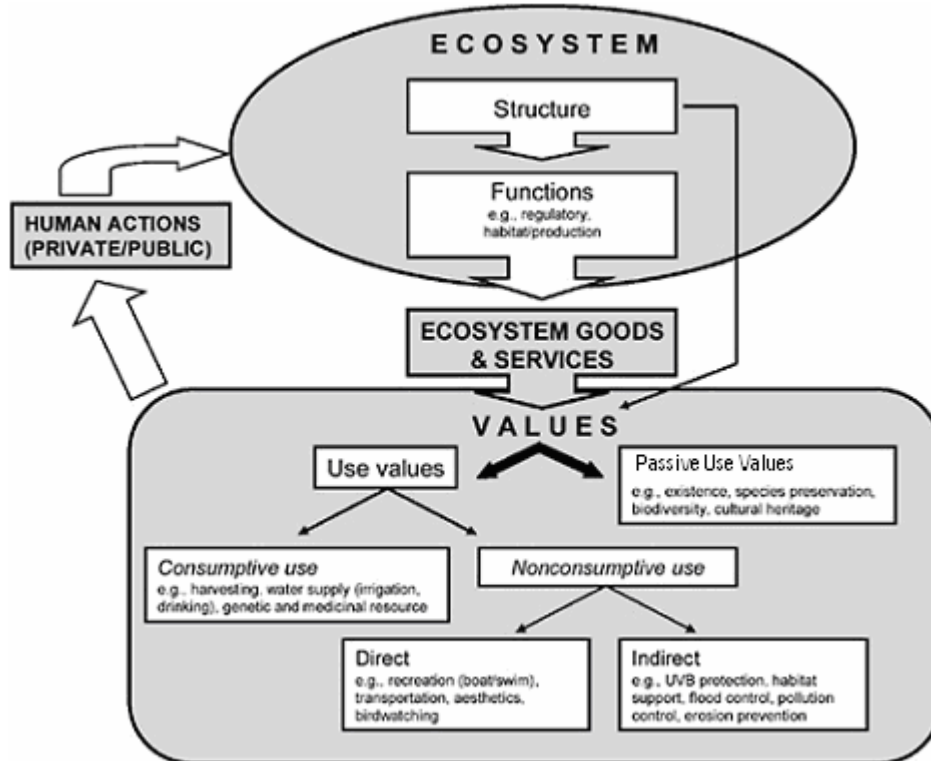 ECOSYSTEM
Structure
Functions
e.g., regulatory,
habitat/production
HUMAN ACTIONS
(PRIVATE/PUBLIC)
ECOSYSTEM GOODS
& SERVICES
VALUES
Use values
Passive Use Values
e.g., existence, species preservation,
biodiversity, cultural heritage
Consumptive use
e.g., harvesting, water supply (irrigation,
drinking), genetic and medicinal resource
Nonconsumptive use
Direct
e.g., recreation (boat/swim),
transportation, aesthetics,
birdwatching
Indirect
e.g., UVB protection, habitat
support, flood control, pollution
control, erosion prevention